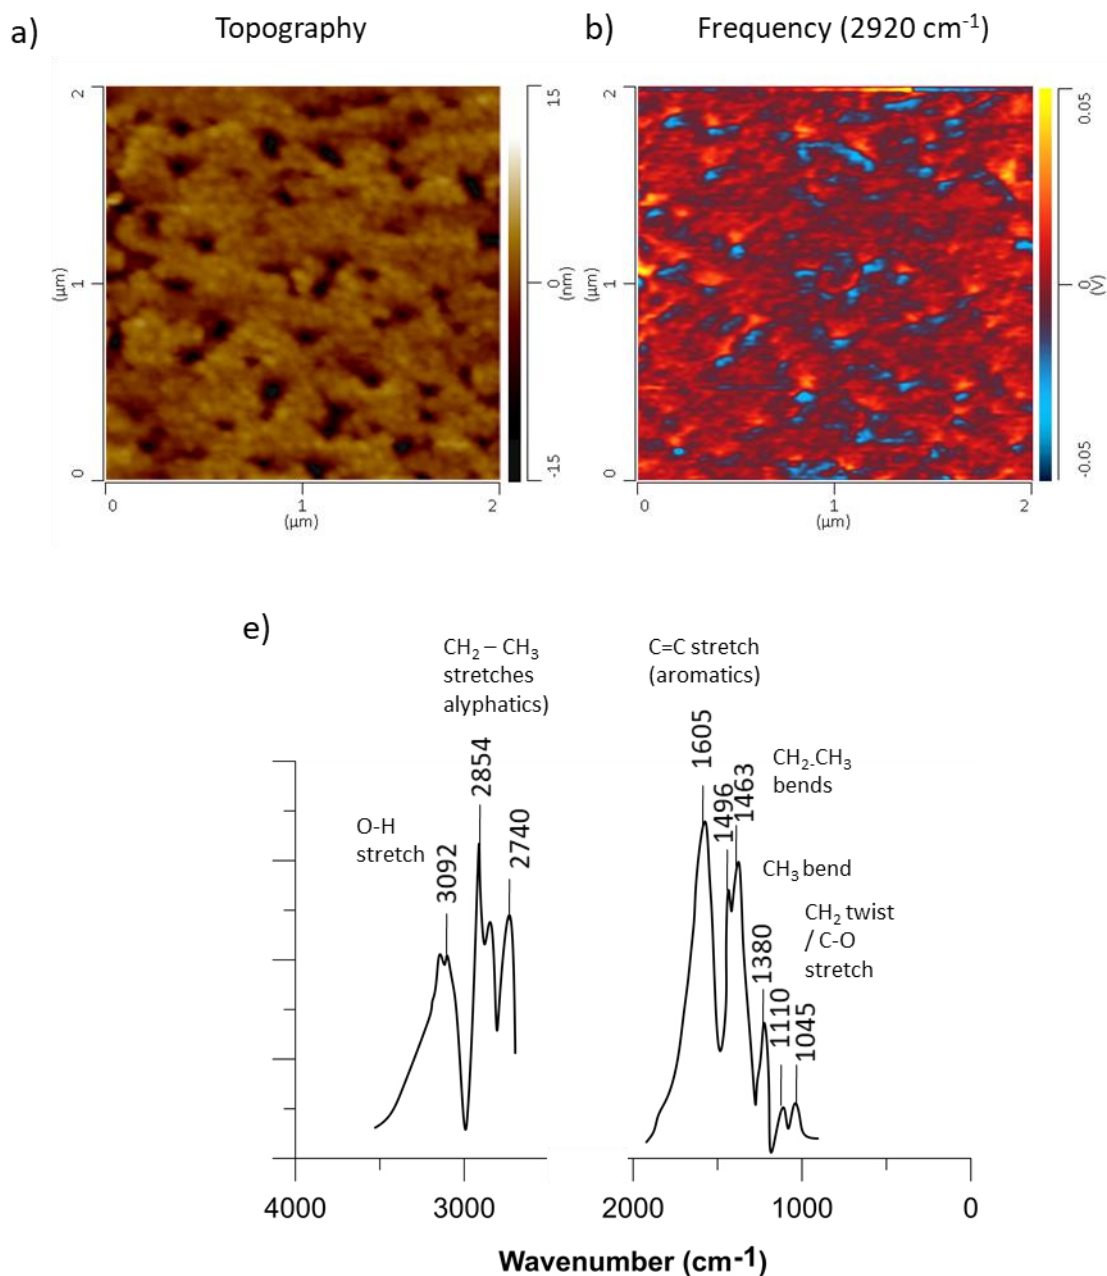 a)
Topography
b)
Frequency (2920 cm-1)
2
1
0
(µm)
0
1
2
(µm)
15
0
(nm)
-15
2
1
0
(µm)
0
1
2
(µm)
0.05
0
(V)
-0.05
e)
CH2 – CH3
stretches
alyphatics)
C=C stretch
(aromatics)
O-H
stretch
CH2-CH3
bends
CH3 bend
CH2 twist
/ C-O
stretch
3092
2854
2740
1605
1496
1463
1380
1110
1045
4000
3000
2000
1000
0
Wavenumber (cm-1)